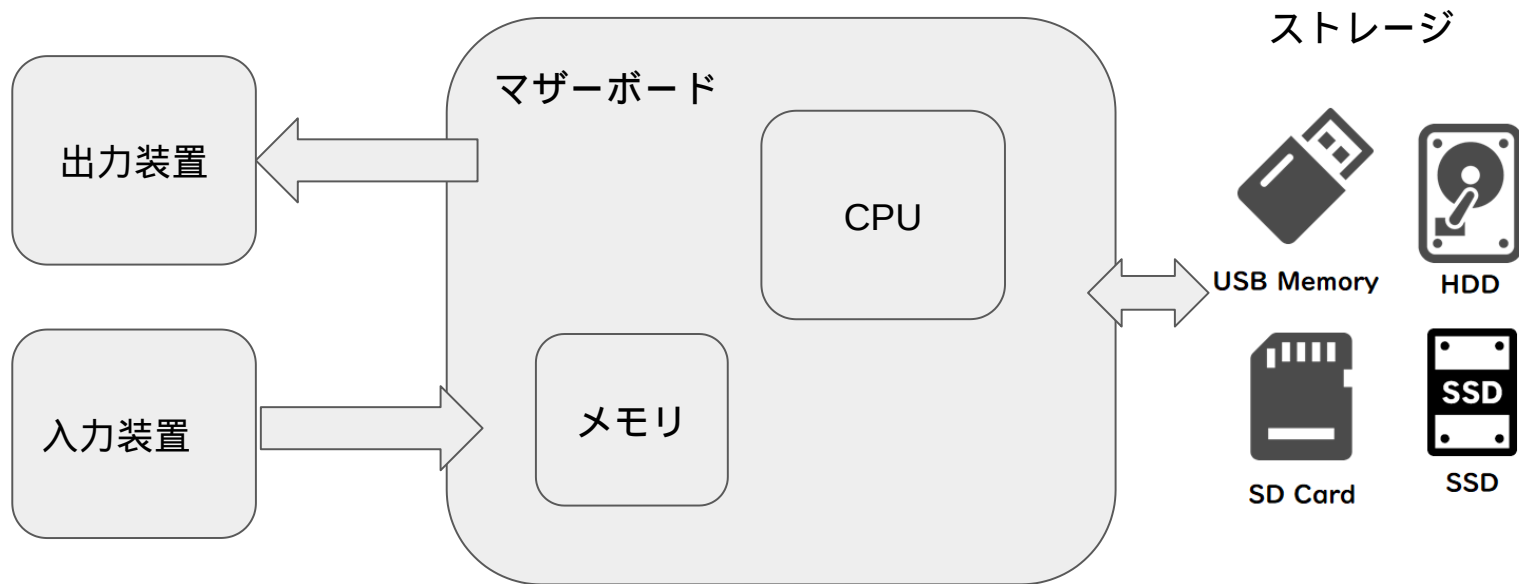 ストレージ
マザーボード
出力装置
CPU
USB Memory
HDD
入力装置
メモリ
SSD
SD Card
SSD